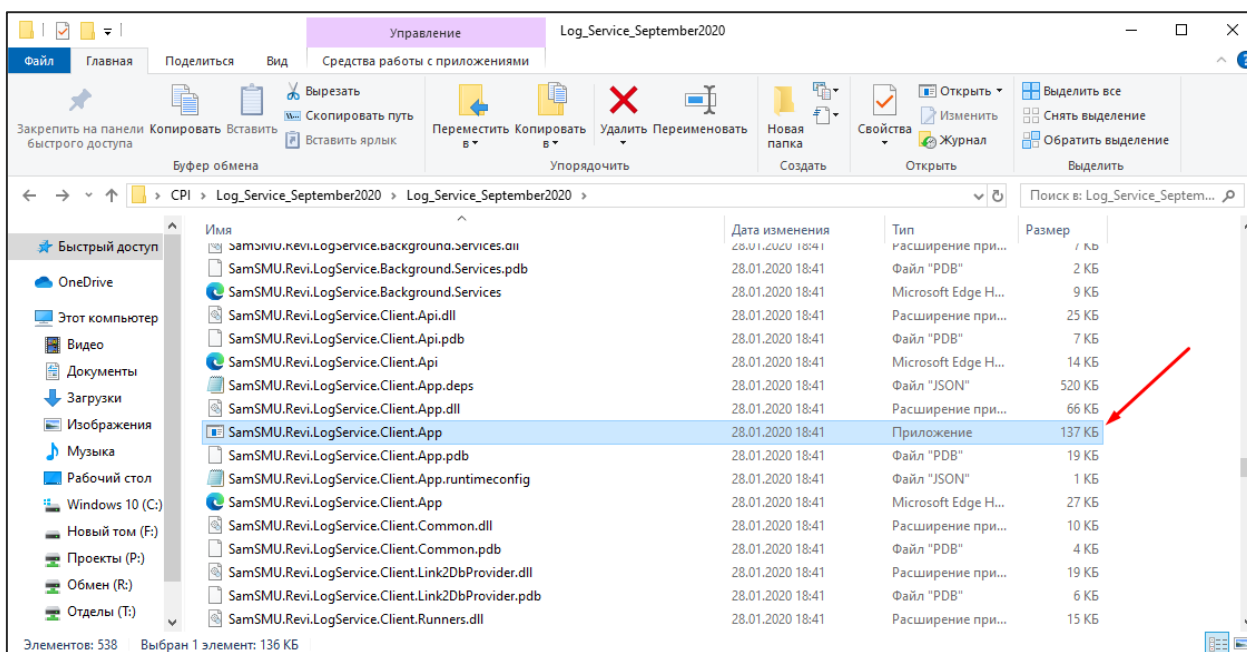 Управление
Log_Service_September2020
Файл Главная Поделиться Вид Средства работы с приложениями
Закрепить на панели быстрого доступа
Копировать
Вставить
Вырезать
Скопировать путь
Вставить ярлык
Переместить в
Копировать в
Удалить
Переименовать
Новая папка
Свойства
Открыть
Изменить
Журнал
Выделить все
Снять выделение
Обратить выделение
Буфер обмена Упорядочить Создать Открыть Выделить
CPI > Log_Service_September2020 > Log_Service_September2020 >
Поиск в: Log_Service_Septem...
Имя Дата изменения Тип Размер
SamSMU.Revi.LogService.Background.Services.dll 28.01.2020 18:41 Расширение при... 7 КБ
SamSMU.Revi.LogService.Background.Services.pdb 28.01.2020 18:41 Файл "PDB" 2 КБ
SamSMU.Revi.LogService.Background.Services 28.01.2020 18:41 Microsoft Edge H... 9 КБ
SamSMU.Revi.LogService.Client.Api.dll 28.01.2020 18:41 Расширение при... 25 КБ
SamSMU.Revi.LogService.Client.Api.pdb 28.01.2020 18:41 Файл "PDB" 7 КБ
SamSMU.Revi.LogService.Client.Api 28.01.2020 18:41 Microsoft Edge H... 14 КБ
SamSMU.Revi.LogService.Client.App.deps 28.01.2020 18:41 Файл "JSON" 520 КБ
SamSMU.Revi.LogService.Client.App.dll 28.01.2020 18:41 Расширение при... 66 КБ
SamSMU.Revi.LogService.Client.App 28.01.2020 18:41 Приложение 137 КБ
SamSMU.Revi.LogService.Client.App.pdb 28.01.2020 18:41 Файл "PDB" 19 КБ
SamSMU.Revi.LogService.Client.App.runtimeconfig 28.01.2020 18:41 Файл "JSON" 1 КБ
SamSMU.Revi.LogService.Client.App 28.01.2020 18:41 Microsoft Edge H... 27 КБ
SamSMU.Revi.LogService.Client.Common.dll 28.01.2020 18:41 Расширение при... 10 КБ
SamSMU.Revi.LogService.Client.Common.pdb 28.01.2020 18:41 Файл "PDB" 4 КБ
SamSMU.Revi.LogService.Client.Link2DbProvider.dll 28.01.2020 18:41 Расширение при... 19 КБ
SamSMU.Revi.LogService.Client.Link2DbProvider.pdb 28.01.2020 18:41 Файл "PDB" 6 КБ
SamSMU.Revi.LogService.Client.Runners.dll 28.01.2020 18:41 Расширение при... 15 КБ
Быстрый доступ
OneDrive
Этот компьютер
Видео
Документы
Загрузки
Изображения
Музыка
Рабочий стол
Windows 10 (C:)
Новый том (F:)
Проекты (P:)
Обмен (R:)
Отделы (T:)
Элементов: 538 Выбран 1 элемент: 136 КБ